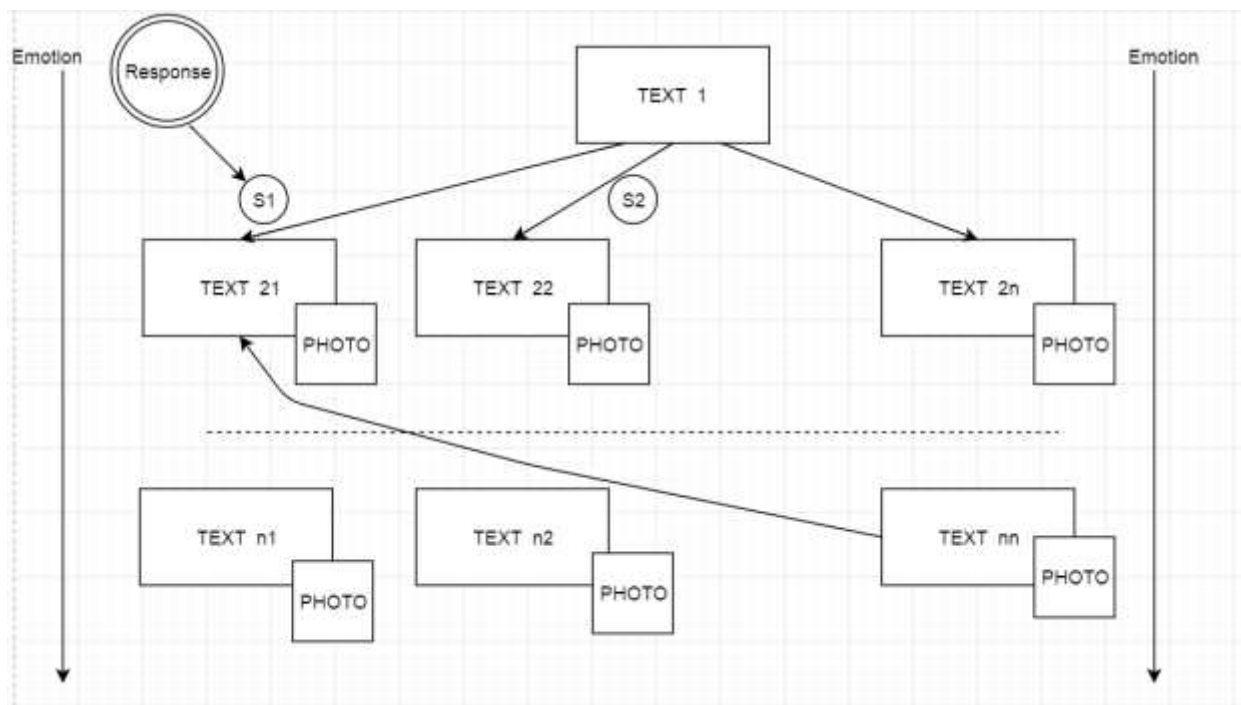 Emotion
Response
TEXT 1
Emotion
S1
S2
TEXT 21
PHOTO
TEXT 22
PHOTO
TEXT 2n
PHOTO
TEXT n1
PHOTO
TEXT n2
PHOTO
TEXT nn
PHOTO